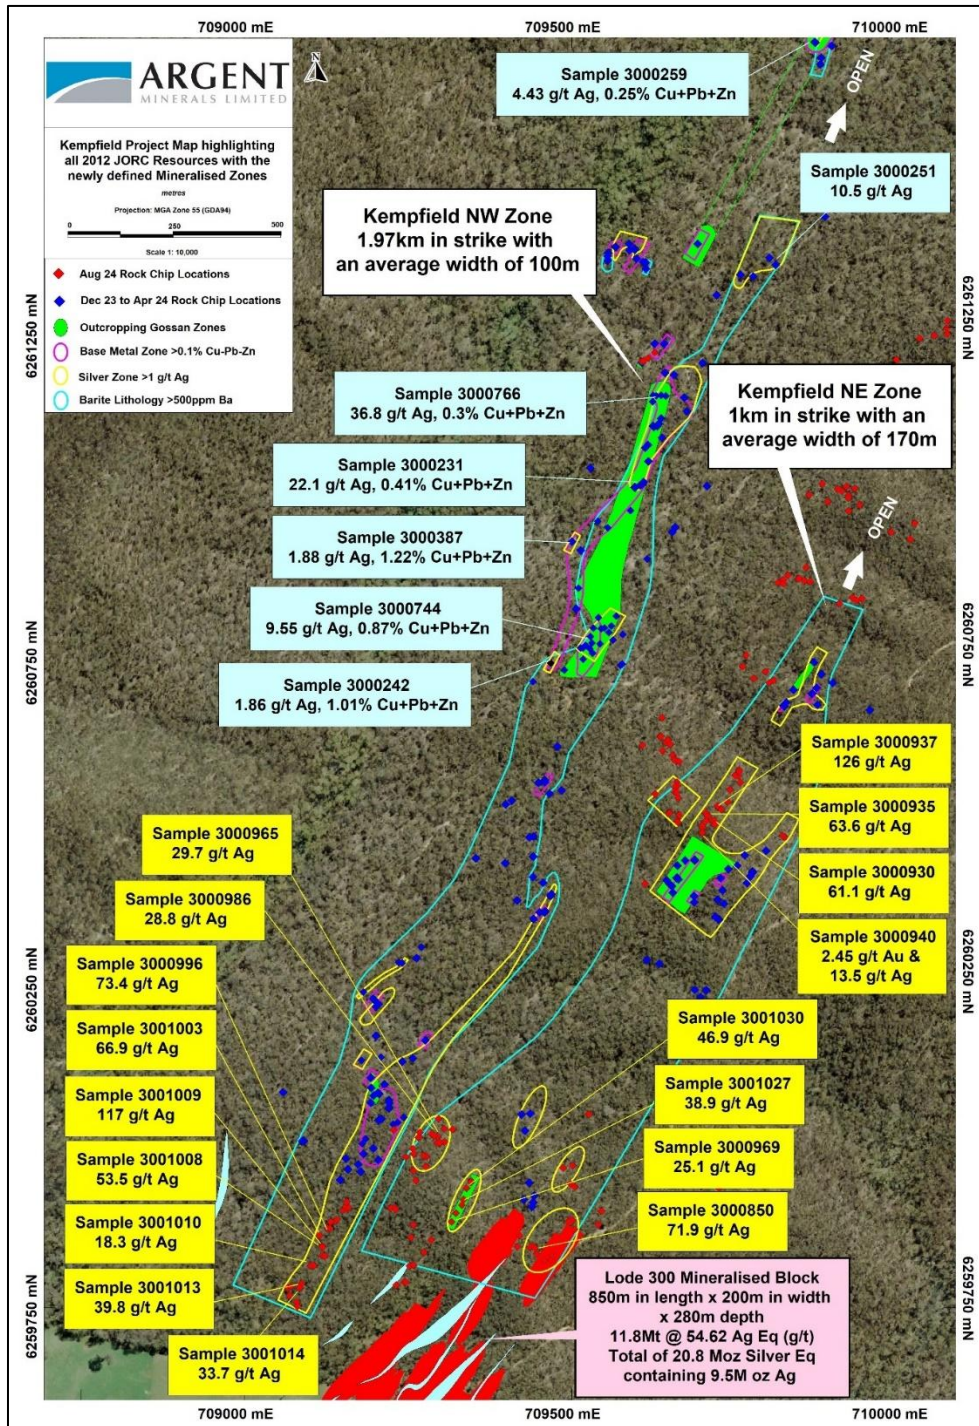 709000 mE
709500 mE
710000 mE
ARGENT
MINERALS LIMITED
Kempfield Project Map highlighting
all 2012 JORC Resources with the
newly defined Mineralised Zones
metres
Projection: MGA Zone 55 (GDA94)
0
250
500
Scale 1: 10,000
Aug 24 Rock Chip Locations
Dec 23 to Apr 24 Rock Chip Locations
Outcropping Gossan Zones
Base Metal Zone >0.1% Cu-Pb-Zn
Silver Zone >1 g/t Ag
Barite Lithology >500ppm Ba
N
Sample 3000259
4.43 g/t Ag, 0.25% Cu+Pb+Zn
OPEN
Sample 3000251
10.5 g/t Ag
Kempfield NW Zone
1.97km in strike with
an average width of 100m
6261250 mN
6261250 mN
Kempfield NE Zone
1km in strike with an
average width of 170m
Sample 3000766
36.8 g/t Ag, 0.3% Cu+Pb+Zn
Sample 3000231
22.1 g/t Ag, 0.41% Cu+Pb+Zn
Sample 3000387
1.88 g/t Ag, 1.22% Cu+Pb+Zn
OPEN
Sample 3000744
9.55 g/t Ag, 0.87% Cu+Pb+Zn
6260750 mN
6260750 mN
Sample 3000242
1.86 g/t Ag, 1.01% Cu+Pb+Zn
Sample 3000937
126 g/t Ag
Sample 3000935
63.6 g/t Ag
Sample 3000930
61.1 g/t Ag
Sample 3000940
2.45 g/t Au &
13.5 g/t Ag
Sample 3000965
29.7 g/t Ag
Sample 3000986
28.8 g/t Ag
6260250 mN
6260250 mN
Sample 3000996
73.4 g/t Ag
Sample 3001003
66.9 g/t Ag
Sample 3001009
117 g/t Ag
Sample 3001008
53.5 g/t Ag
Sample 3001010
18.3 g/t Ag
Sample 3001013
39.8 g/t Ag
Sample 3001014
33.7 g/t Ag
Sample 3001030
46.9 g/t Ag
Sample 3001027
38.9 g/t Ag
Sample 3000969
25.1 g/t Ag
Sample 3000850
71.9 g/t Ag
6259750 mN
6259750 mN
Lode 300 Mineralised Block
850m in length x 200m in width
x 280m depth
11.8Mt @ 54.62 Ag Eq (g/t)
Total of 20.8 Moz Silver Eq
containing 9.5M oz Ag
709000 mE
709500 mE
710000 mE